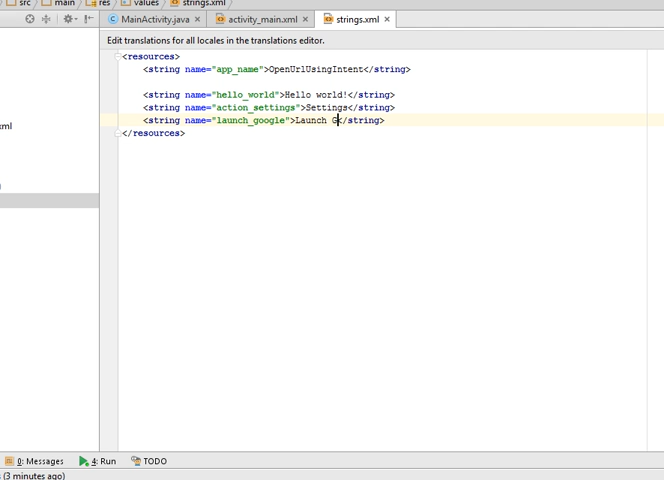 src main res values strings.xml
MainActivity.java activity_main.xml strings.xml
Edit translations for all locales in the translations editor.
<resources>
<string name="app_name">OpenUrlUsingIntent</string>
<string name="hello_world">Hello world!</string>
<string name="action_settings">Settings</string>
<string name="launch_google">Launch G</string>
</resources>
xml
0: Messages 4: Run TODO
(3 minutes ago)